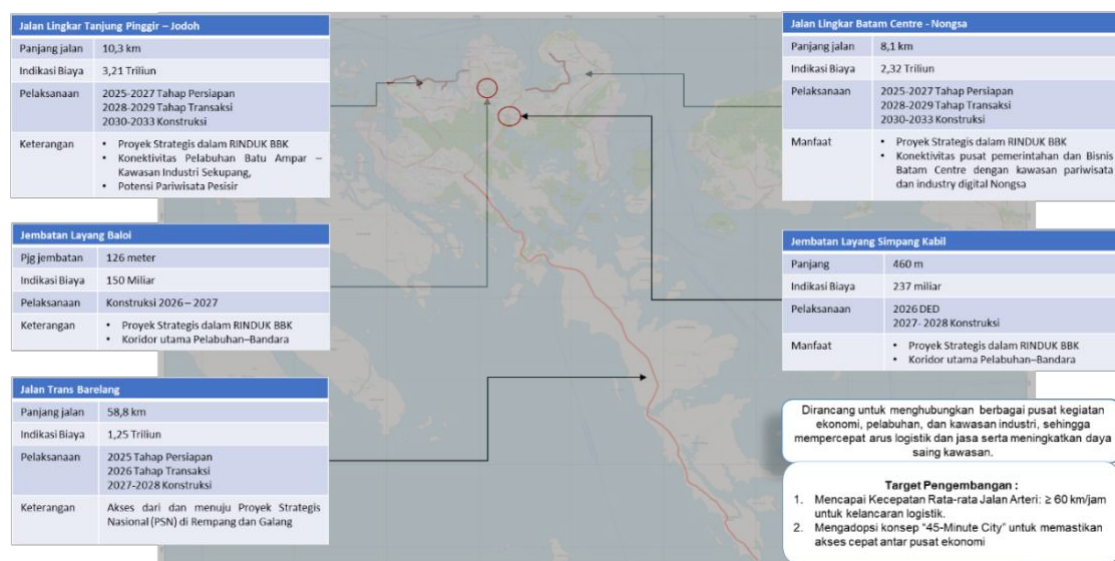 Jalan Lingkar Tanjung Pinggir – Jodoh
Panjang jalan 10,3 km
Indikasi Biaya 3,21 Triliun
Pelaksanaan 2025-2027 Tahap Persiapan
2028-2029 Tahap Transaksi
2030-2033 Konstruksi
Keterangan • Proyek Strategis dalam RINDUK BBK
• Konektivitas Pelabuhan Batu Ampar –
Kawasan Industri Sekupang,
• Potensi Pariwisata Pesisir
Jembatan Layang Baloi
Pjg jembatan 126 meter
Indikasi Biaya 150 Miliar
Pelaksanaan Konstruksi 2026 – 2027
Keterangan • Proyek Strategis dalam RINDUK BBK
• Koridor utama Pelabuhan–Bandara
Jalan Trans Barelang
Panjang jalan 58,8 km
Indikasi Biaya 1,25 Triliun
Pelaksanaan 2025 Tahap Persiapan
2026 Tahap Transaksi
2027-2028 Konstruksi
Keterangan Akses dari dan menuju Proyek Strategis
Nasional (PSN) di Rempang dan Galang
Jalan Lingkar Batam Centre - Nongsa
Panjang jalan 8,1 km
Indikasi Biaya 2,32 Triliun
Pelaksanaan 2025-2027 Tahap Persiapan
2028-2029 Tahap Transaksi
2030-2033 Konstruksi
Manfaat • Proyek Strategis dalam RINDUK BBK
• Konektivitas pusat pemerintahan dan Bisnis
Batam Centre dengan kawasan pariwisata
dan industry digital Nongsa
Jembatan Layang Simpang Kabil
Panjang 460 m
Indikasi Biaya 237 miliar
Pelaksanaan 2026 DED
2027- 2028 Konstruksi
Manfaat • Proyek Strategis dalam RINDUK BBK
• Koridor utama Pelabuhan–Bandara
Dirancang untuk menghubungkan berbagai pusat kegiatan
ekonomi, pelabuhan, dan kawasan industri, sehingga
mempercepat arus logistik dan jasa serta meningkatkan daya
saing kawasan.
Target Pengembangan :
1. Mencapai Kecepatan Rata-rata Jalan Arteri: ≥ 60 km/jam
untuk kelancaran logistik.
2. Mengadopsi konsep "45-Minute City" untuk memastikan
akses cepat antar pusat ekonomi